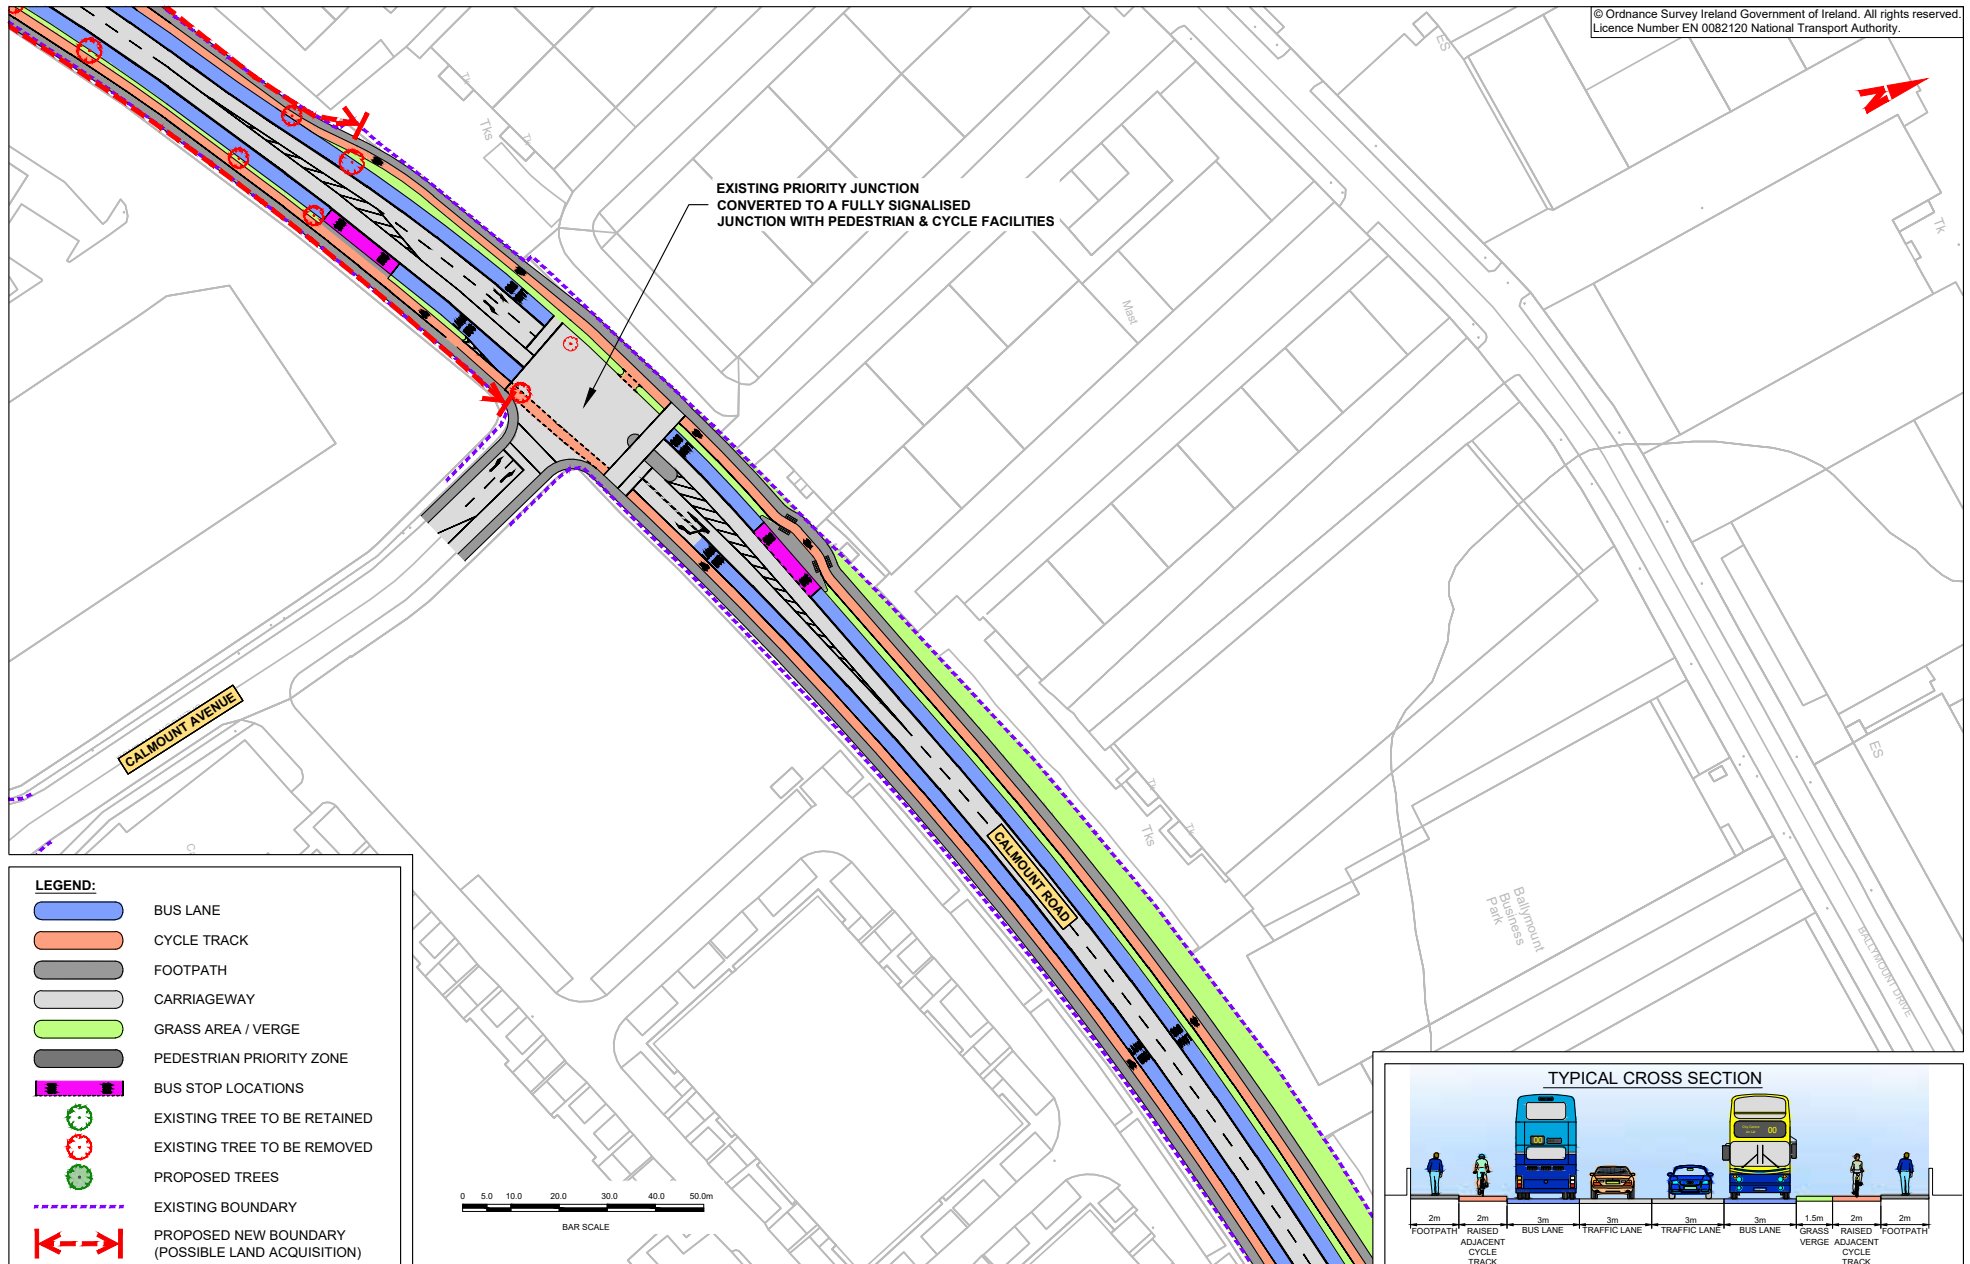 © Ordnance Survey Ireland Government of Ireland. All rights reserved.
Licence Number EN 0082120 National Transport Authority.
ES
Tk
Tks
N
EXISTING PRIORITY JUNCTION
CONVERTED TO A FULLY SIGNALISED
JUNCTION WITH PEDESTRIAN & CYCLE FACILITIES
Tk
Mast
CALMOUNT AVENUE
ES
Tks
CALMOUNT ROAD
Ballymount
Business
Park
BALLYMOUNT DRIVE
LEGEND:
BUS LANE
CYCLE TRACK
FOOTPATH
CARRIAGEWAY
GRASS AREA / VERGE
PEDESTRIAN PRIORITY ZONE
BUS STOP LOCATIONS
EXISTING TREE TO BE RETAINED
EXISTING TREE TO BE REMOVED
PROPOSED TREES
EXISTING BOUNDARY
PROPOSED NEW BOUNDARY
(POSSIBLE LAND ACQUISITION)
0 5.0 10.0 20.0 30.0 40.0 50.0m
BAR SCALE
TYPICAL CROSS SECTION
00
00
2m 2m 3m 3m 3m 3m 1.5m 2m 2m
FOOTPATH RAISED BUS LANE TRAFFIC LANE TRAFFIC LANE BUS LANE GRASS RAISED FOOTPATH
ADJACENT VERGE ADJACENT
CYCLE CYCLE
TRACK TRACK